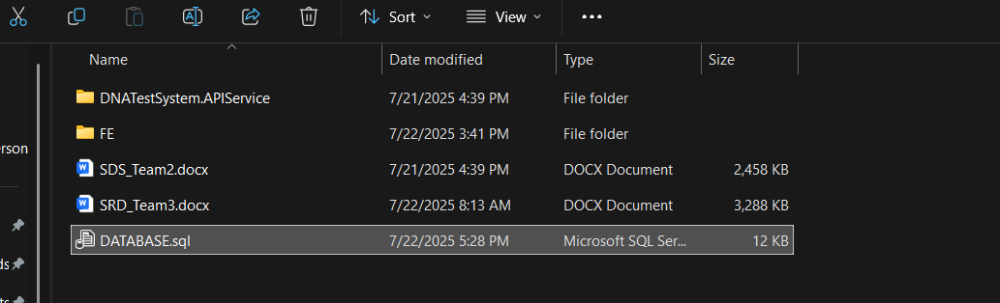 Sort
View
Name Date modified Type Size
DNATestSystem.APIService 7/21/2025 4:39 PM File folder
FE 7/22/2025 3:41 PM File folder
erson
SDS_Team2.docx 7/21/2025 4:39 PM DOCX Document 2,458 KB
SRD_Team3.docx 7/22/2025 8:13 AM DOCX Document 3,288 KB
DATABASE.sql 7/22/2025 5:28 PM Microsoft SQL Ser... 12 KB
ds